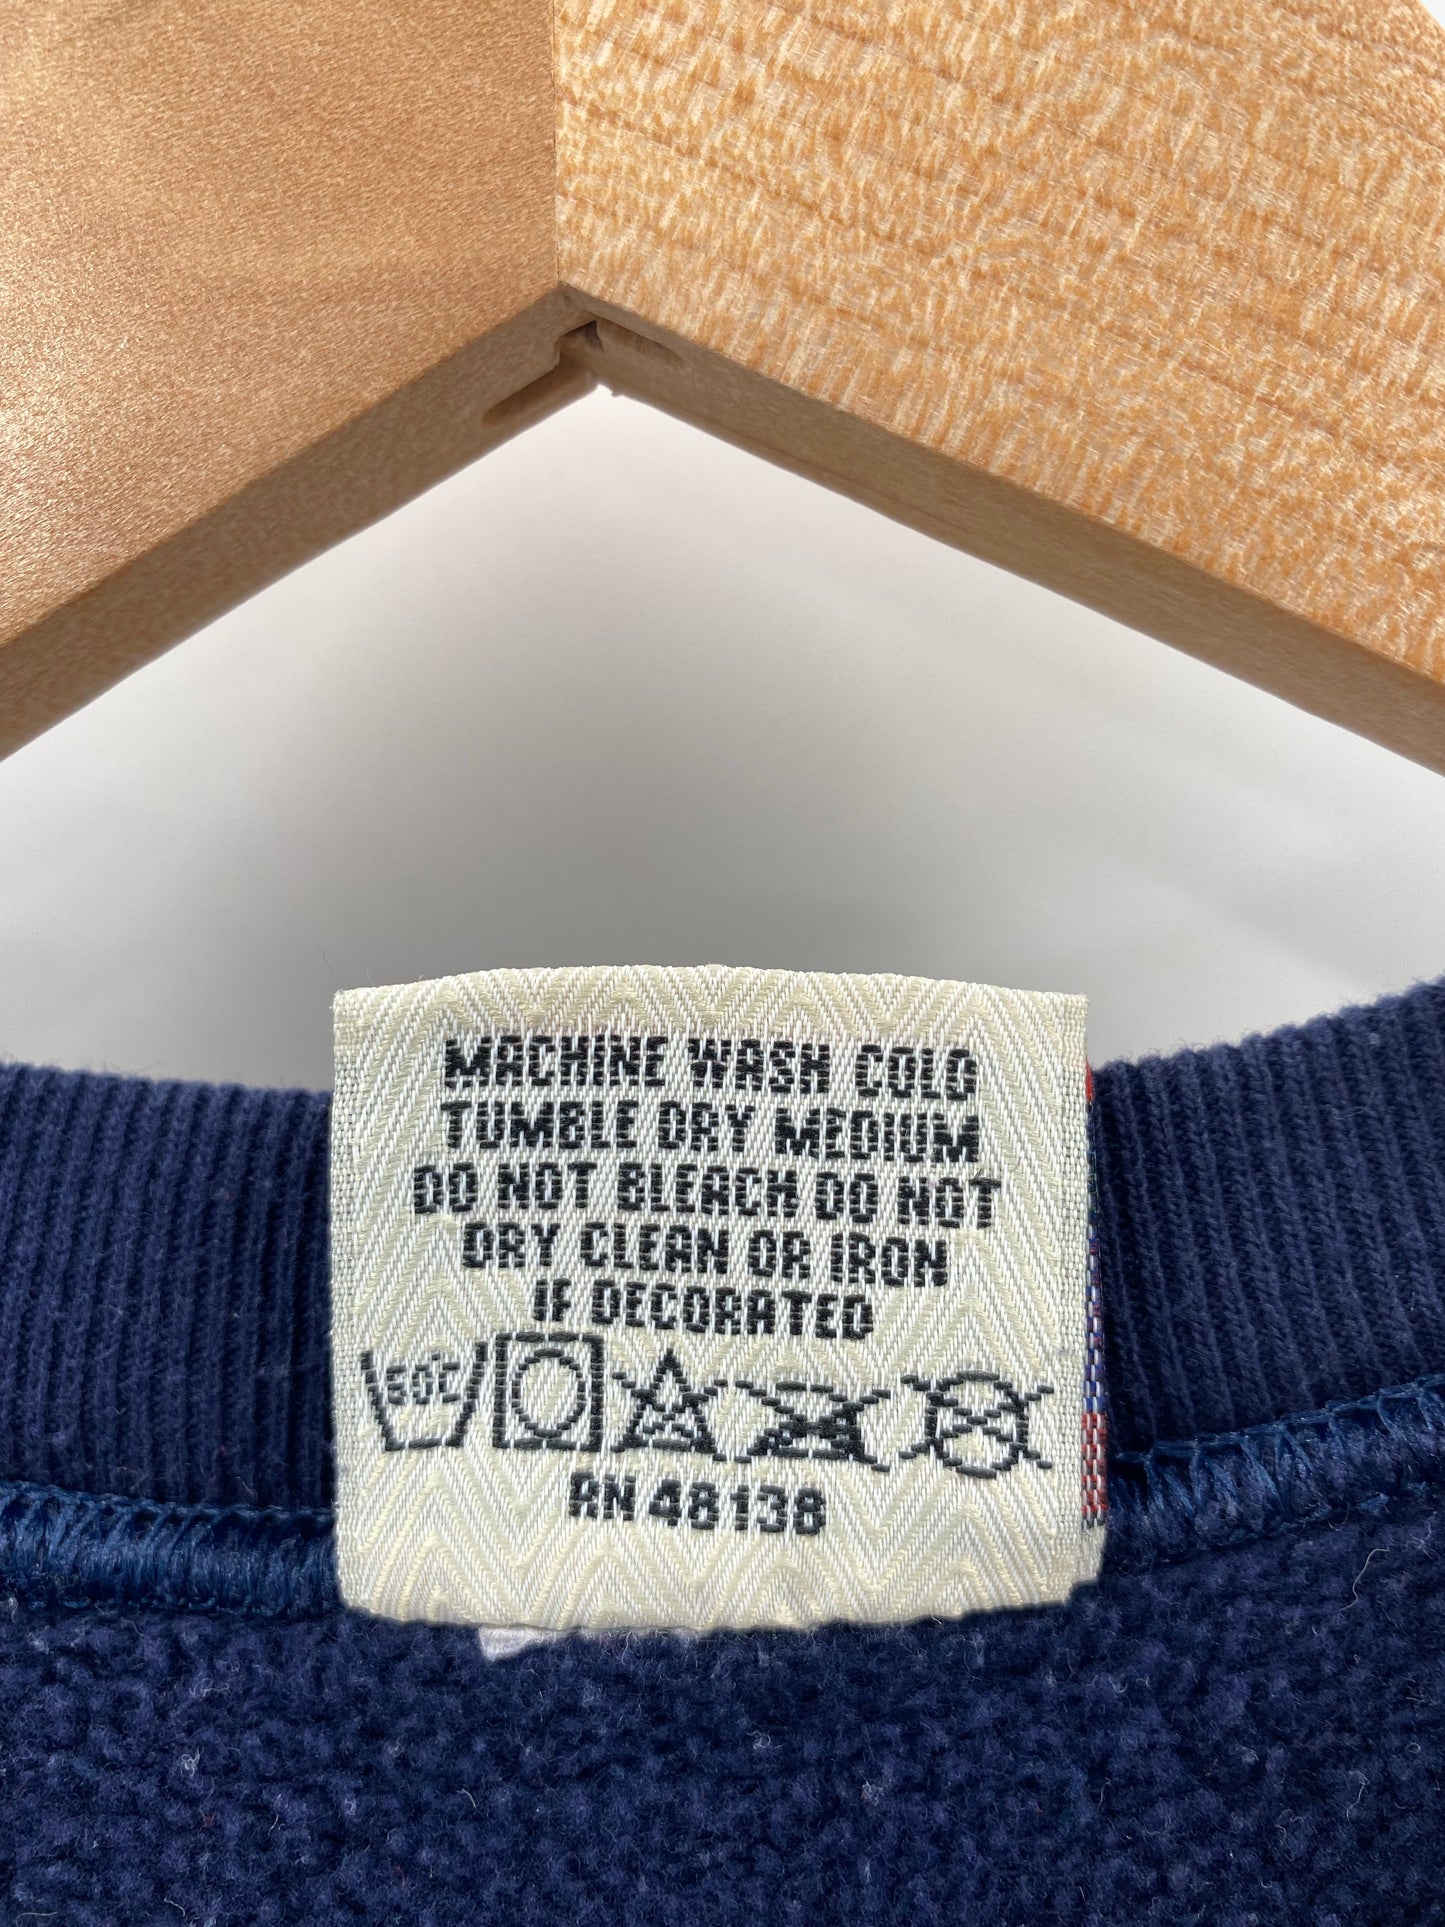 MACHINE WASH COLD
TUMBLE DRY MEDIUM
DO NOT BLEACH DO NOT
DRY CLEAN OR IRON
IF DECORATED
30°C
RN 48138